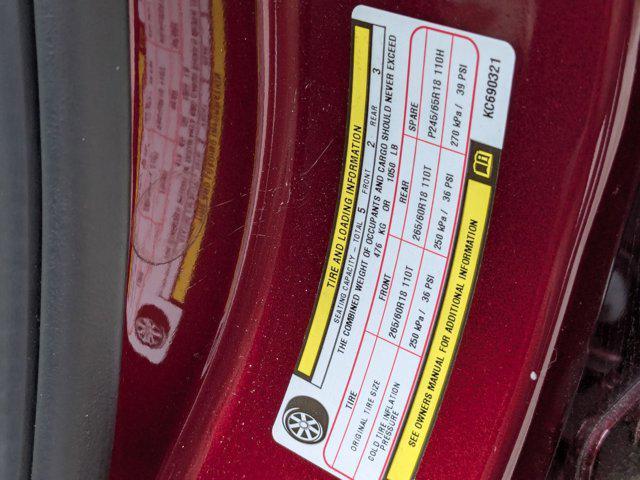 TIRE AND LOADING INFORMATION
SEATING CAPACITY - TOTAL 5 FRONT 2 REAR 3
THE COMBINED WEIGHT OF OCCUPANTS AND CARGO SHOULD NEVER EXCEED
476 KG OR 1050 LB
TIRE FRONT REAR SPARE
ORIGINAL TIRE SIZE 265/60R18 110T 265/60R18 110T P245/65R18 110H
COLD TIRE INFLATION PRESSURE 250 kPa / 36 PSI 250 kPa / 36 PSI 270 kPa / 39 PSI
SEE OWNERS MANUAL FOR ADDITIONAL INFORMATION
KC690321